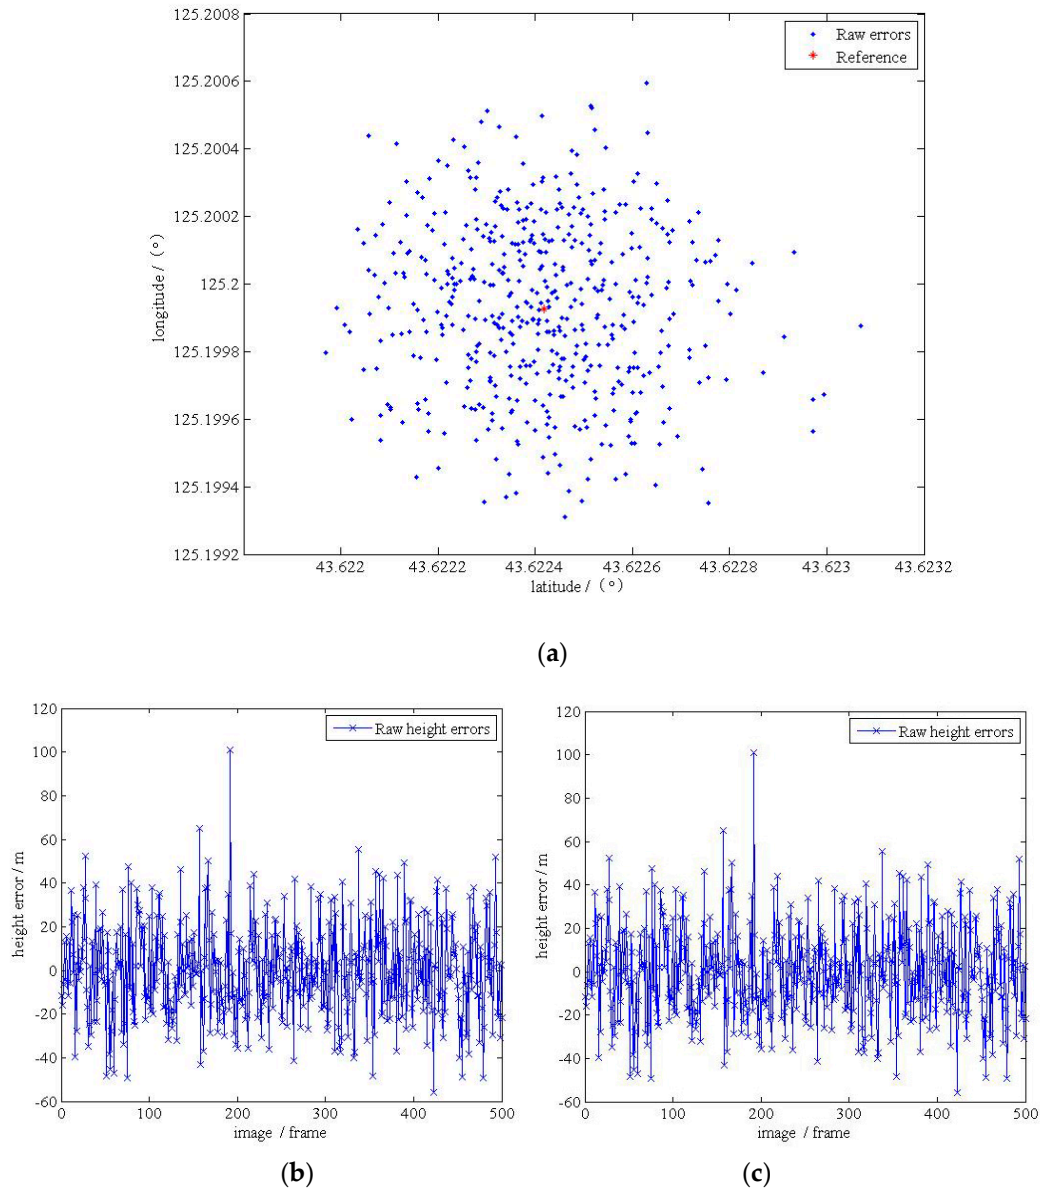 125.2008
125.2006
125.2004
125.2002
125.2
125.1998
125.1996
125.1994
125.1992
longitude / (°)
Raw errors
Reference
43.622 43.6222 43.6224 43.6226 43.6228 43.623 43.6232
latitude / (°)
(a)
120
100
80
60
40
20
0
-20
-40
-60
height error / m
Raw height errors
0 100 200 300 400 500
image / frame
(b)
120
100
80
60
40
20
0
-20
-40
-60
height error / m
Raw height errors
0 100 200 300 400 500
image / frame
(c)